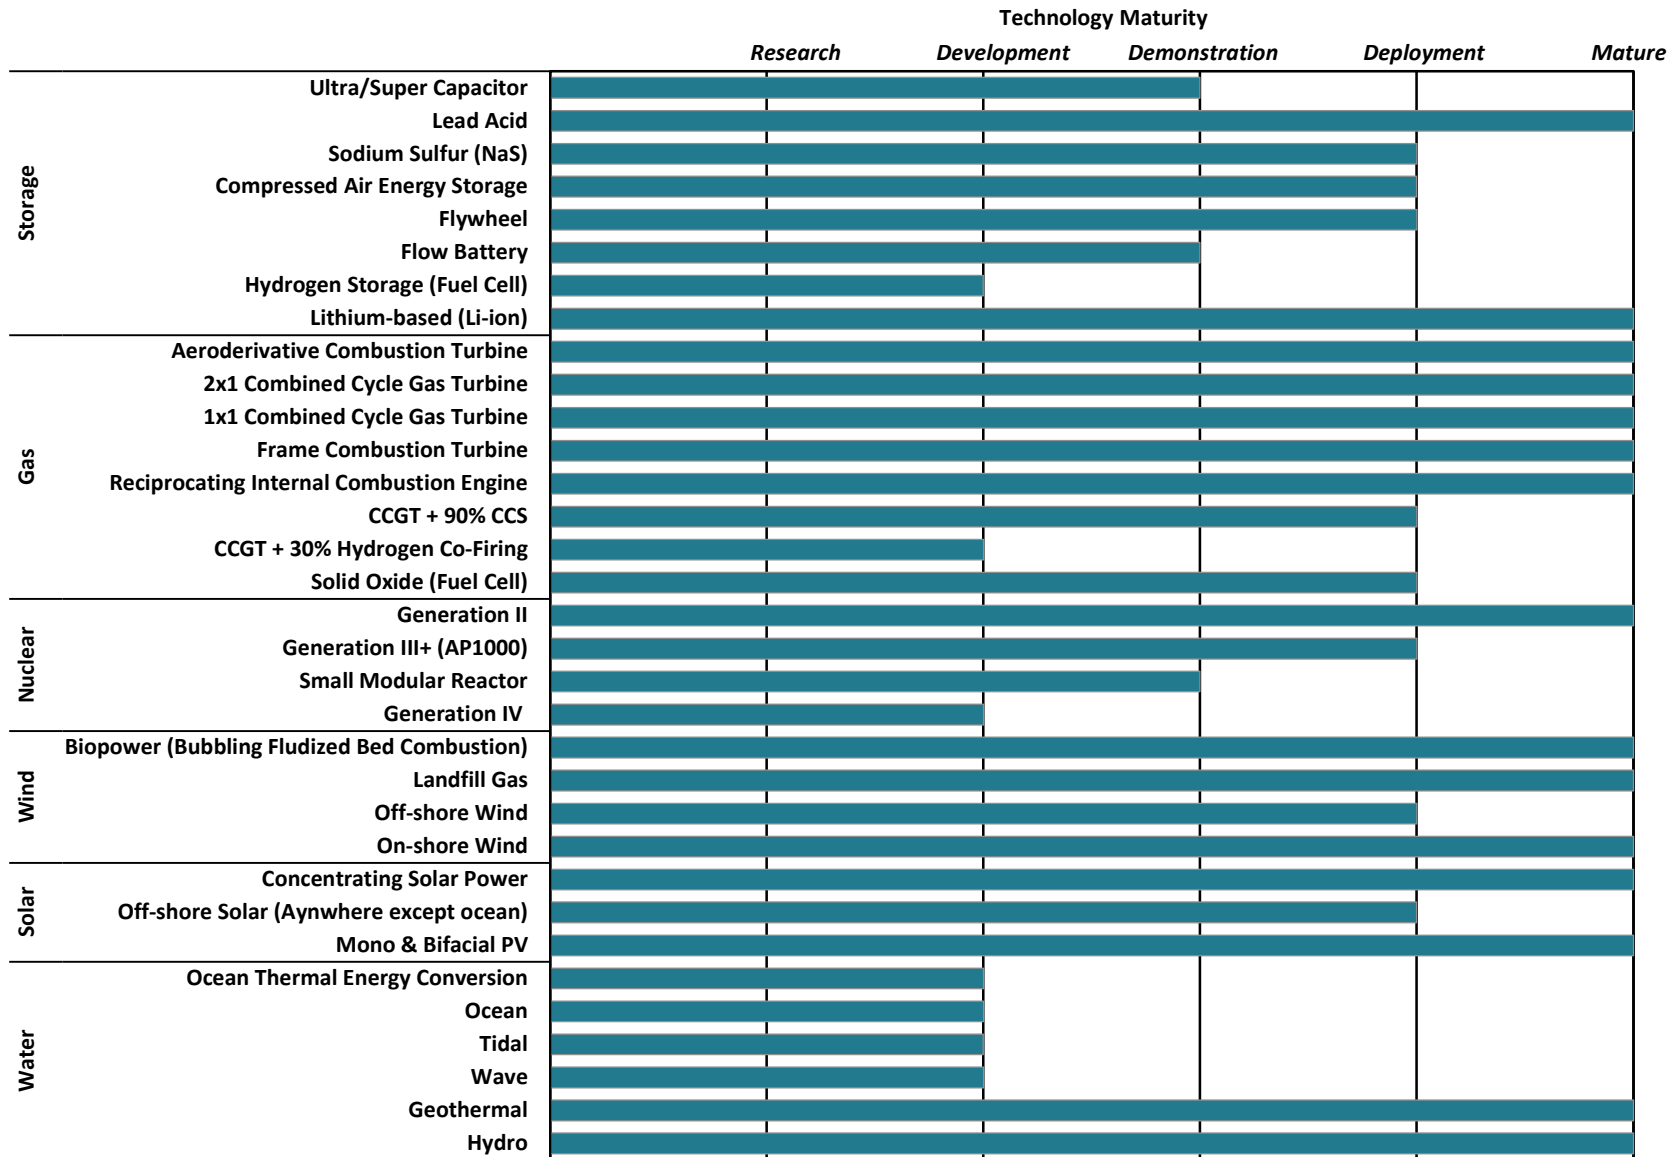 Technology Maturity
Research Development Demonstration Deployment Mature
Storage
Ultra/Super Capacitor
Lead Acid
Sodium Sulfur (NaS)
Compressed Air Energy Storage
Flywheel
Flow Battery
Hydrogen Storage (Fuel Cell)
Lithium-based (Li-ion)
Gas
Aeroderivative Combustion Turbine
2x1 Combined Cycle Gas Turbine
1x1 Combined Cycle Gas Turbine
Frame Combustion Turbine
Reciprocating Internal Combustion Engine
CCGT + 90% CCS
CCGT + 30% Hydrogen Co-Firing
Solid Oxide (Fuel Cell)
Nuclear
Generation II
Generation III+ (AP1000)
Small Modular Reactor
Generation IV
Wind
Biopower (Bubbling Fludized Bed Combustion)
Landfill Gas
Off-shore Wind
On-shore Wind
Solar
Concentrating Solar Power
Off-shore Solar (Aynwhere except ocean)
Mono & Bifacial PV
Water
Ocean Thermal Energy Conversion
Ocean
Tidal
Wave
Geothermal
Hydro